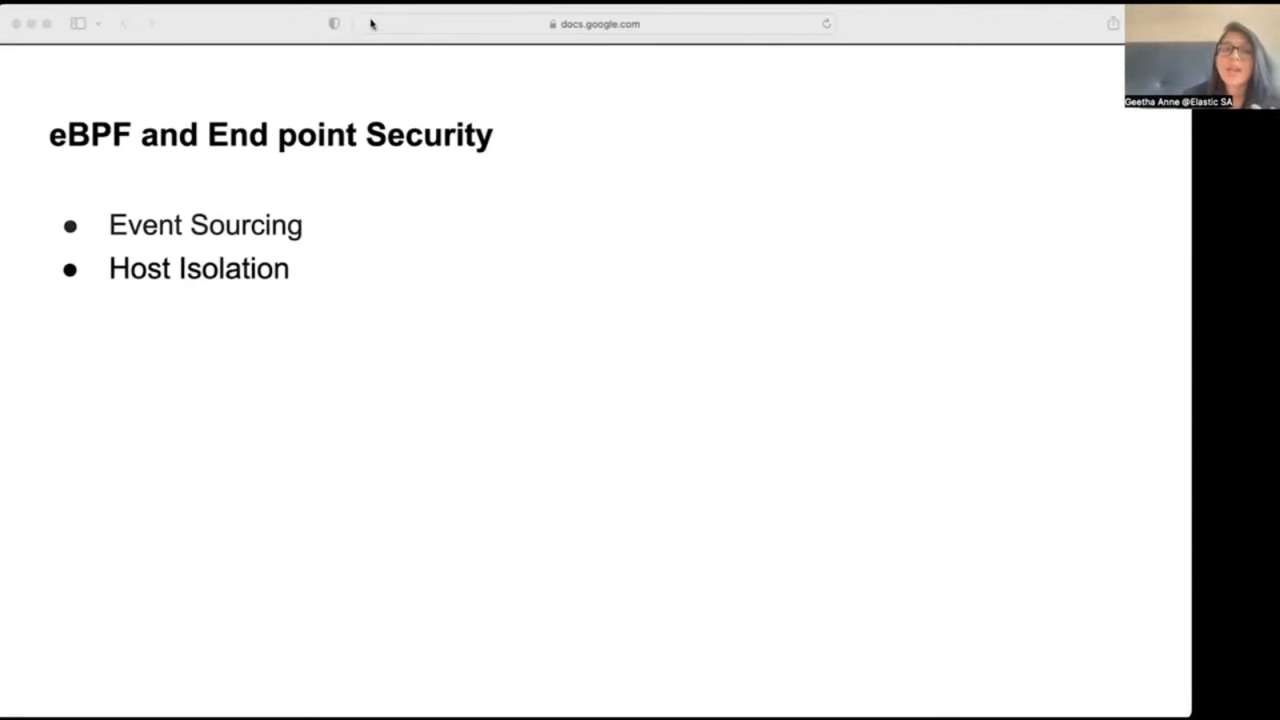 docs.google.com
Geetha Anne @Elastic SA
eBPF and End point Security
● Event Sourcing
● Host Isolation